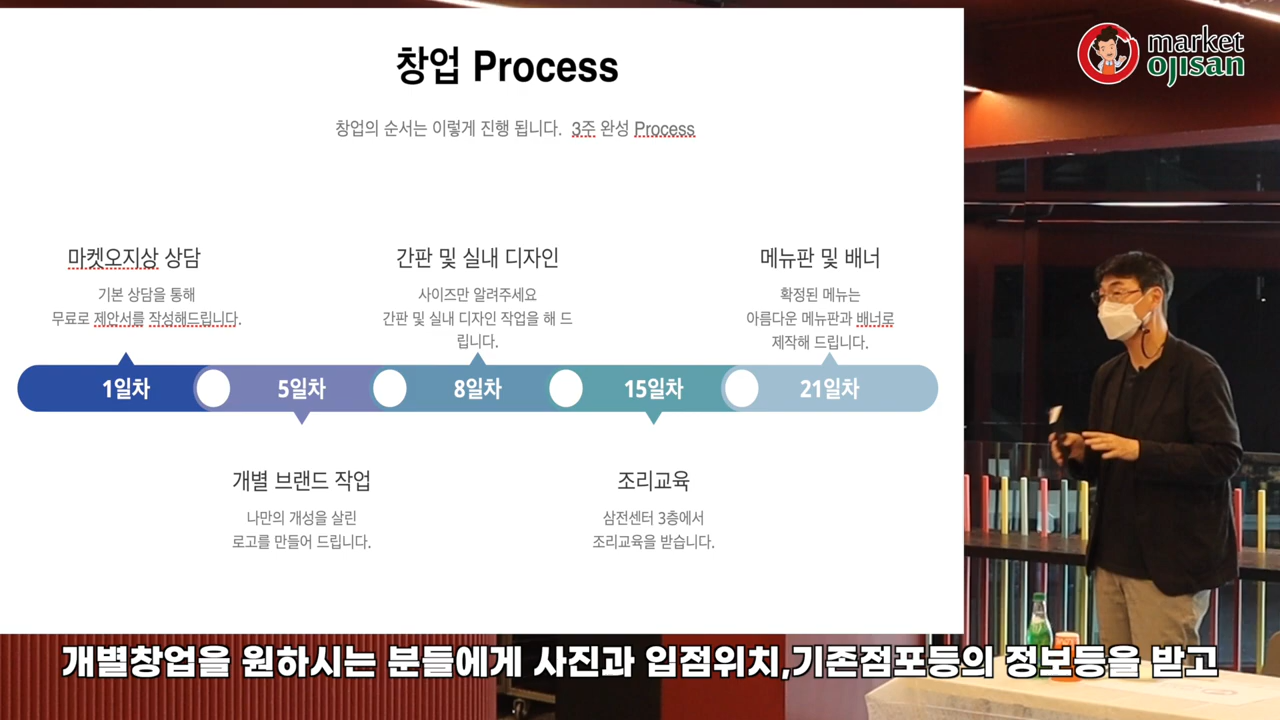 창업 Process
창업의 순서는 이렇게 진행 됩니다. 3주 완성 Process
market
ojisan
마켓오지상 상담
기본 상담을 통해
무료로 제안서를 작성해드립니다.
간판 및 실내 디자인
사이즈만 알려주세요
간판 및 실내 디자인 작업을 해 드
립니다.
메뉴판 및 배너
확정된 메뉴는
아름다운 메뉴판과 배너로
제작해 드립니다.
1일차
5일차
8일차
15일차
21일차
개별 브랜드 작업
나만의 개성을 살린
로고를 만들어 드립니다.
조리교육
삼전센터 3층에서
조리교육을 받습니다.
개별창업을 원하시는 분들에게 사진과 입점위치,기존점포등의 정보등을 받고